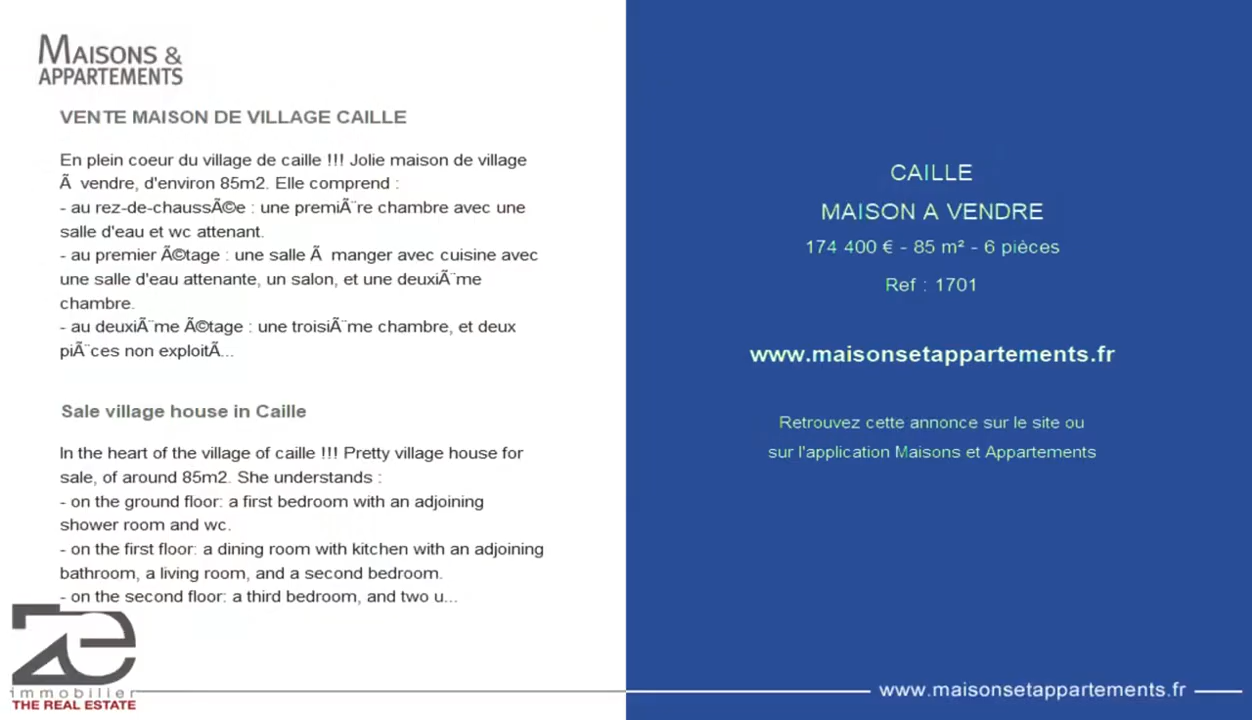 MAISONS &
APPARTEMENTS
VENTE MAISON DE VILLAGE CAILLE
En plein coeur du village de caille !!! Jolie maison de village
Ã  vendre, d'environ 85m2. Elle comprend :
- au rez-de-chaussÃ©e : une premiÃ¨re chambre avec une
salle d'eau et wc attenant.
- au premier Ã©tage : une salle Ã  manger avec cuisine avec
une salle d'eau attenante, un salon, et une deuxiÃ¨me
chambre.
- au deuxiÃ¨me Ã©tage : une troisiÃ¨me chambre, et deux
piÃ¨ces non exploitÃ...
Sale village house in Caille
In the heart of the village of caille !!! Pretty village house for
sale, of around 85m2. She understands :
- on the ground floor: a first bedroom with an adjoining
shower room and wc.
- on the first floor: a dining room with kitchen with an adjoining
bathroom, a living room, and a second bedroom.
- on the second floor: a third bedroom, and two u...
ze
immobilier
THE REAL ESTATE
CAILLE
MAISON A VENDRE
174 400 € - 85 m² - 6 pièces
Ref : 1701
www.maisonsetappartements.fr
Retrouvez cette annonce sur le site ou
sur l'application Maisons et Appartements
www.maisonsetappartements.fr